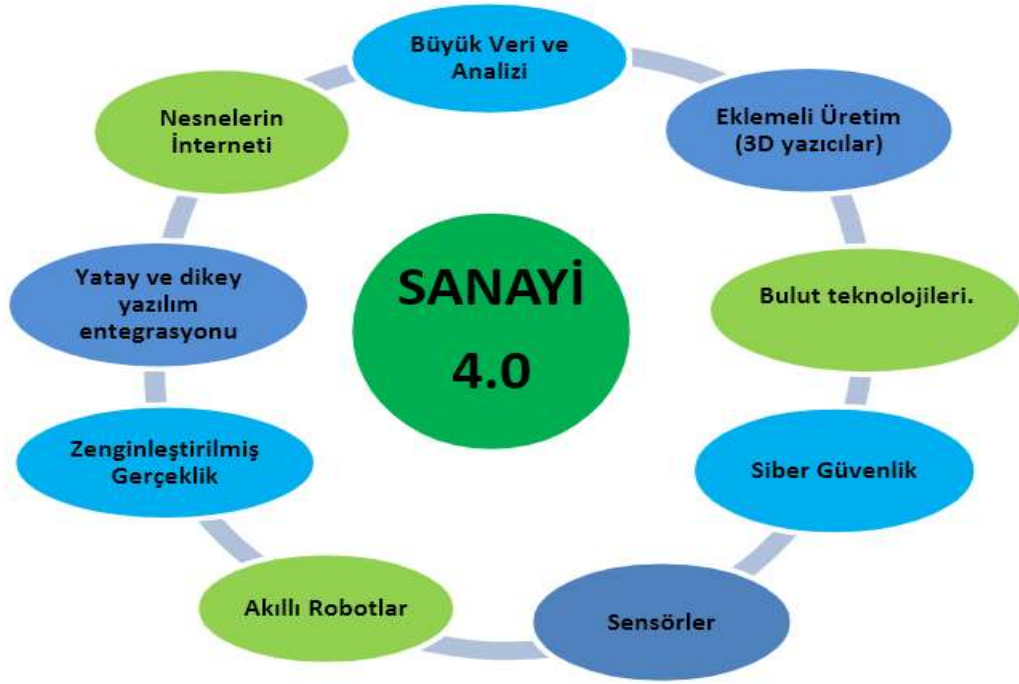 Büyük Veri ve
Analizi
Eklemeli Üretim
(3D yazıcılar)
Bulut teknolojileri.
Siber Güvenlik
Sensörler
Akıllı Robotlar
Zenginleştirilmiş
Gerçeklik
Yatay ve dikey
yazılım
entegrasyonu
Nesnelerin
İnterneti
SANAYİ
4.0